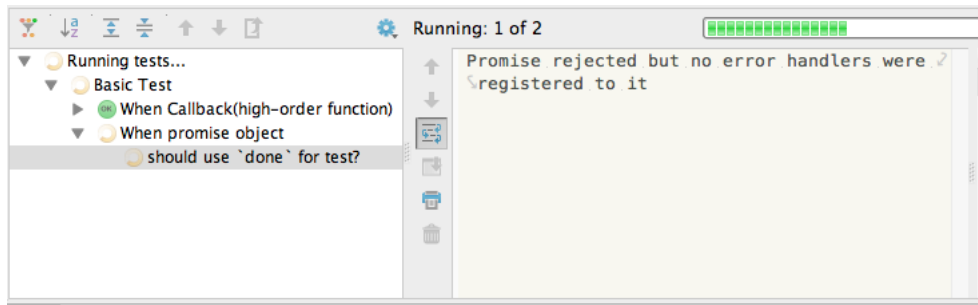 Running: 1 of 2
Running tests...
Basic Test
OK When Callback(high-order function)
When promise object
should use `done` for test?
Promise rejected but no error handlers were
registered to it